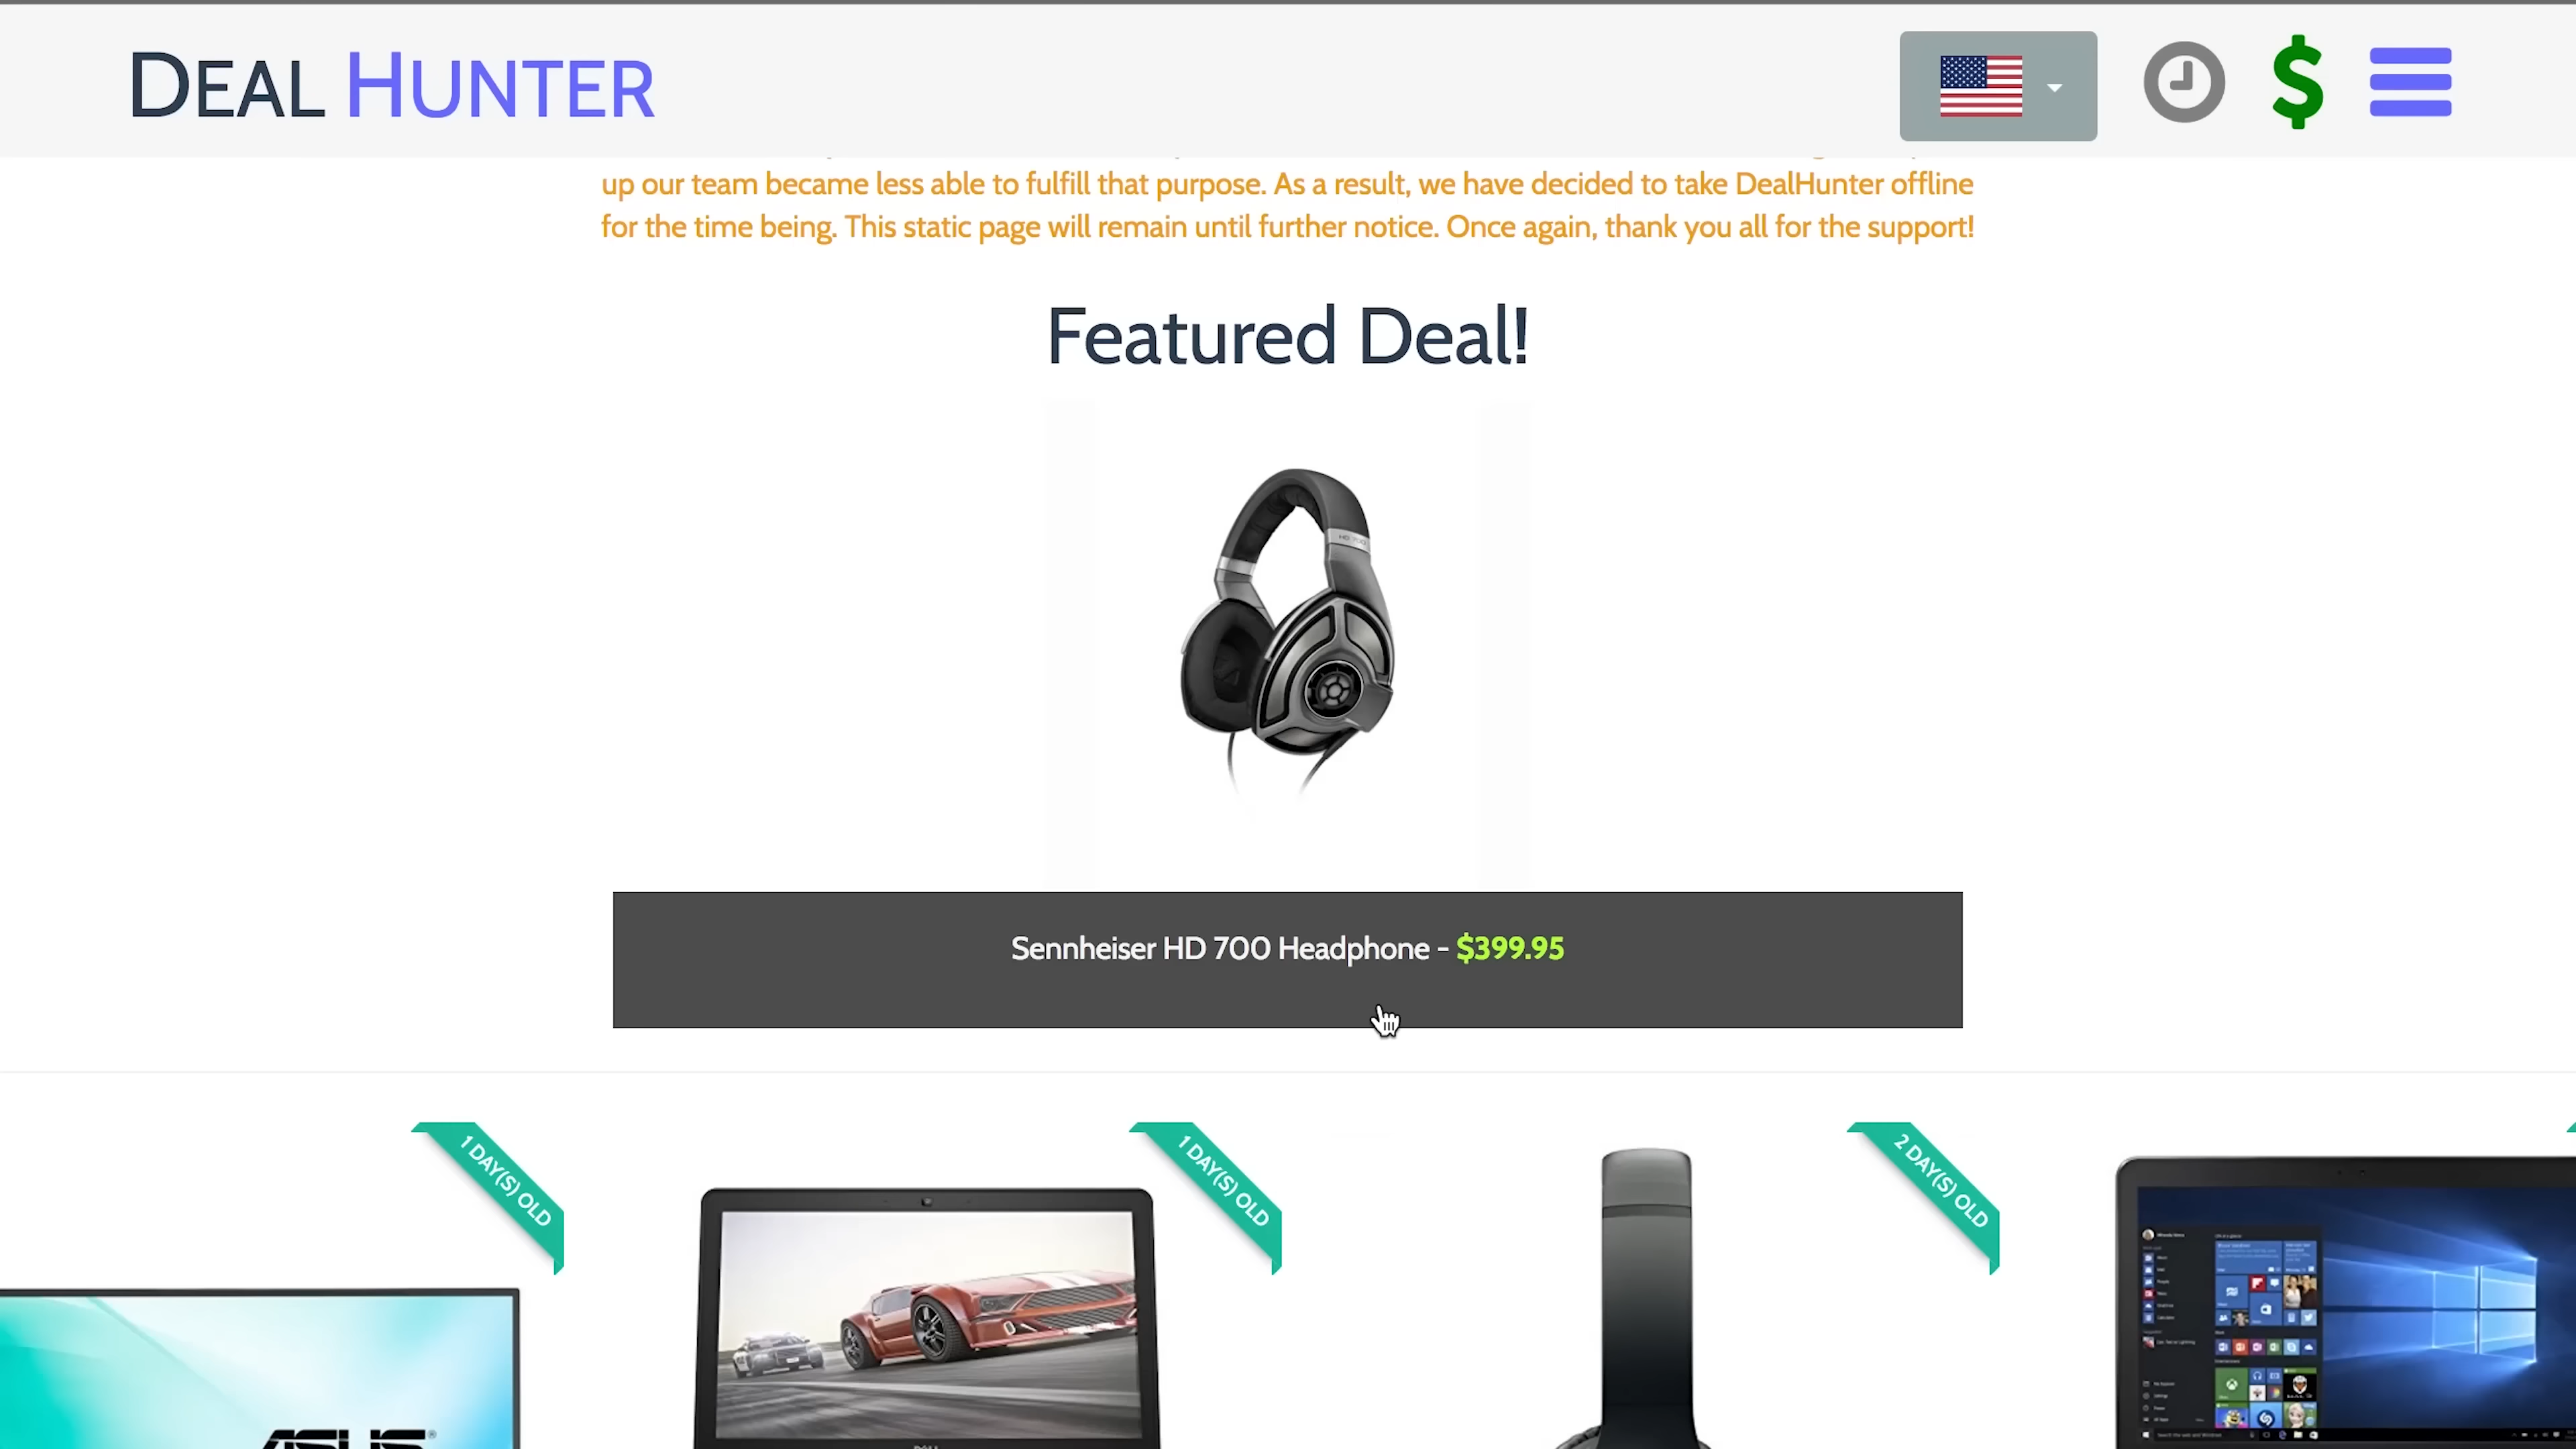 DEAL HUNTER
up our team became less able to fulfill that purpose. As a result, we have decided to take DealHunter offline
for the time being. This static page will remain until further notice. Once again, thank you all for the support!
Featured Deal!
HD 700
Sennheiser HD 700 Headphone - $399.95
1 DAY(S) OLD
1 DAY(S) OLD
2 DAY(S) OLD
ASUS